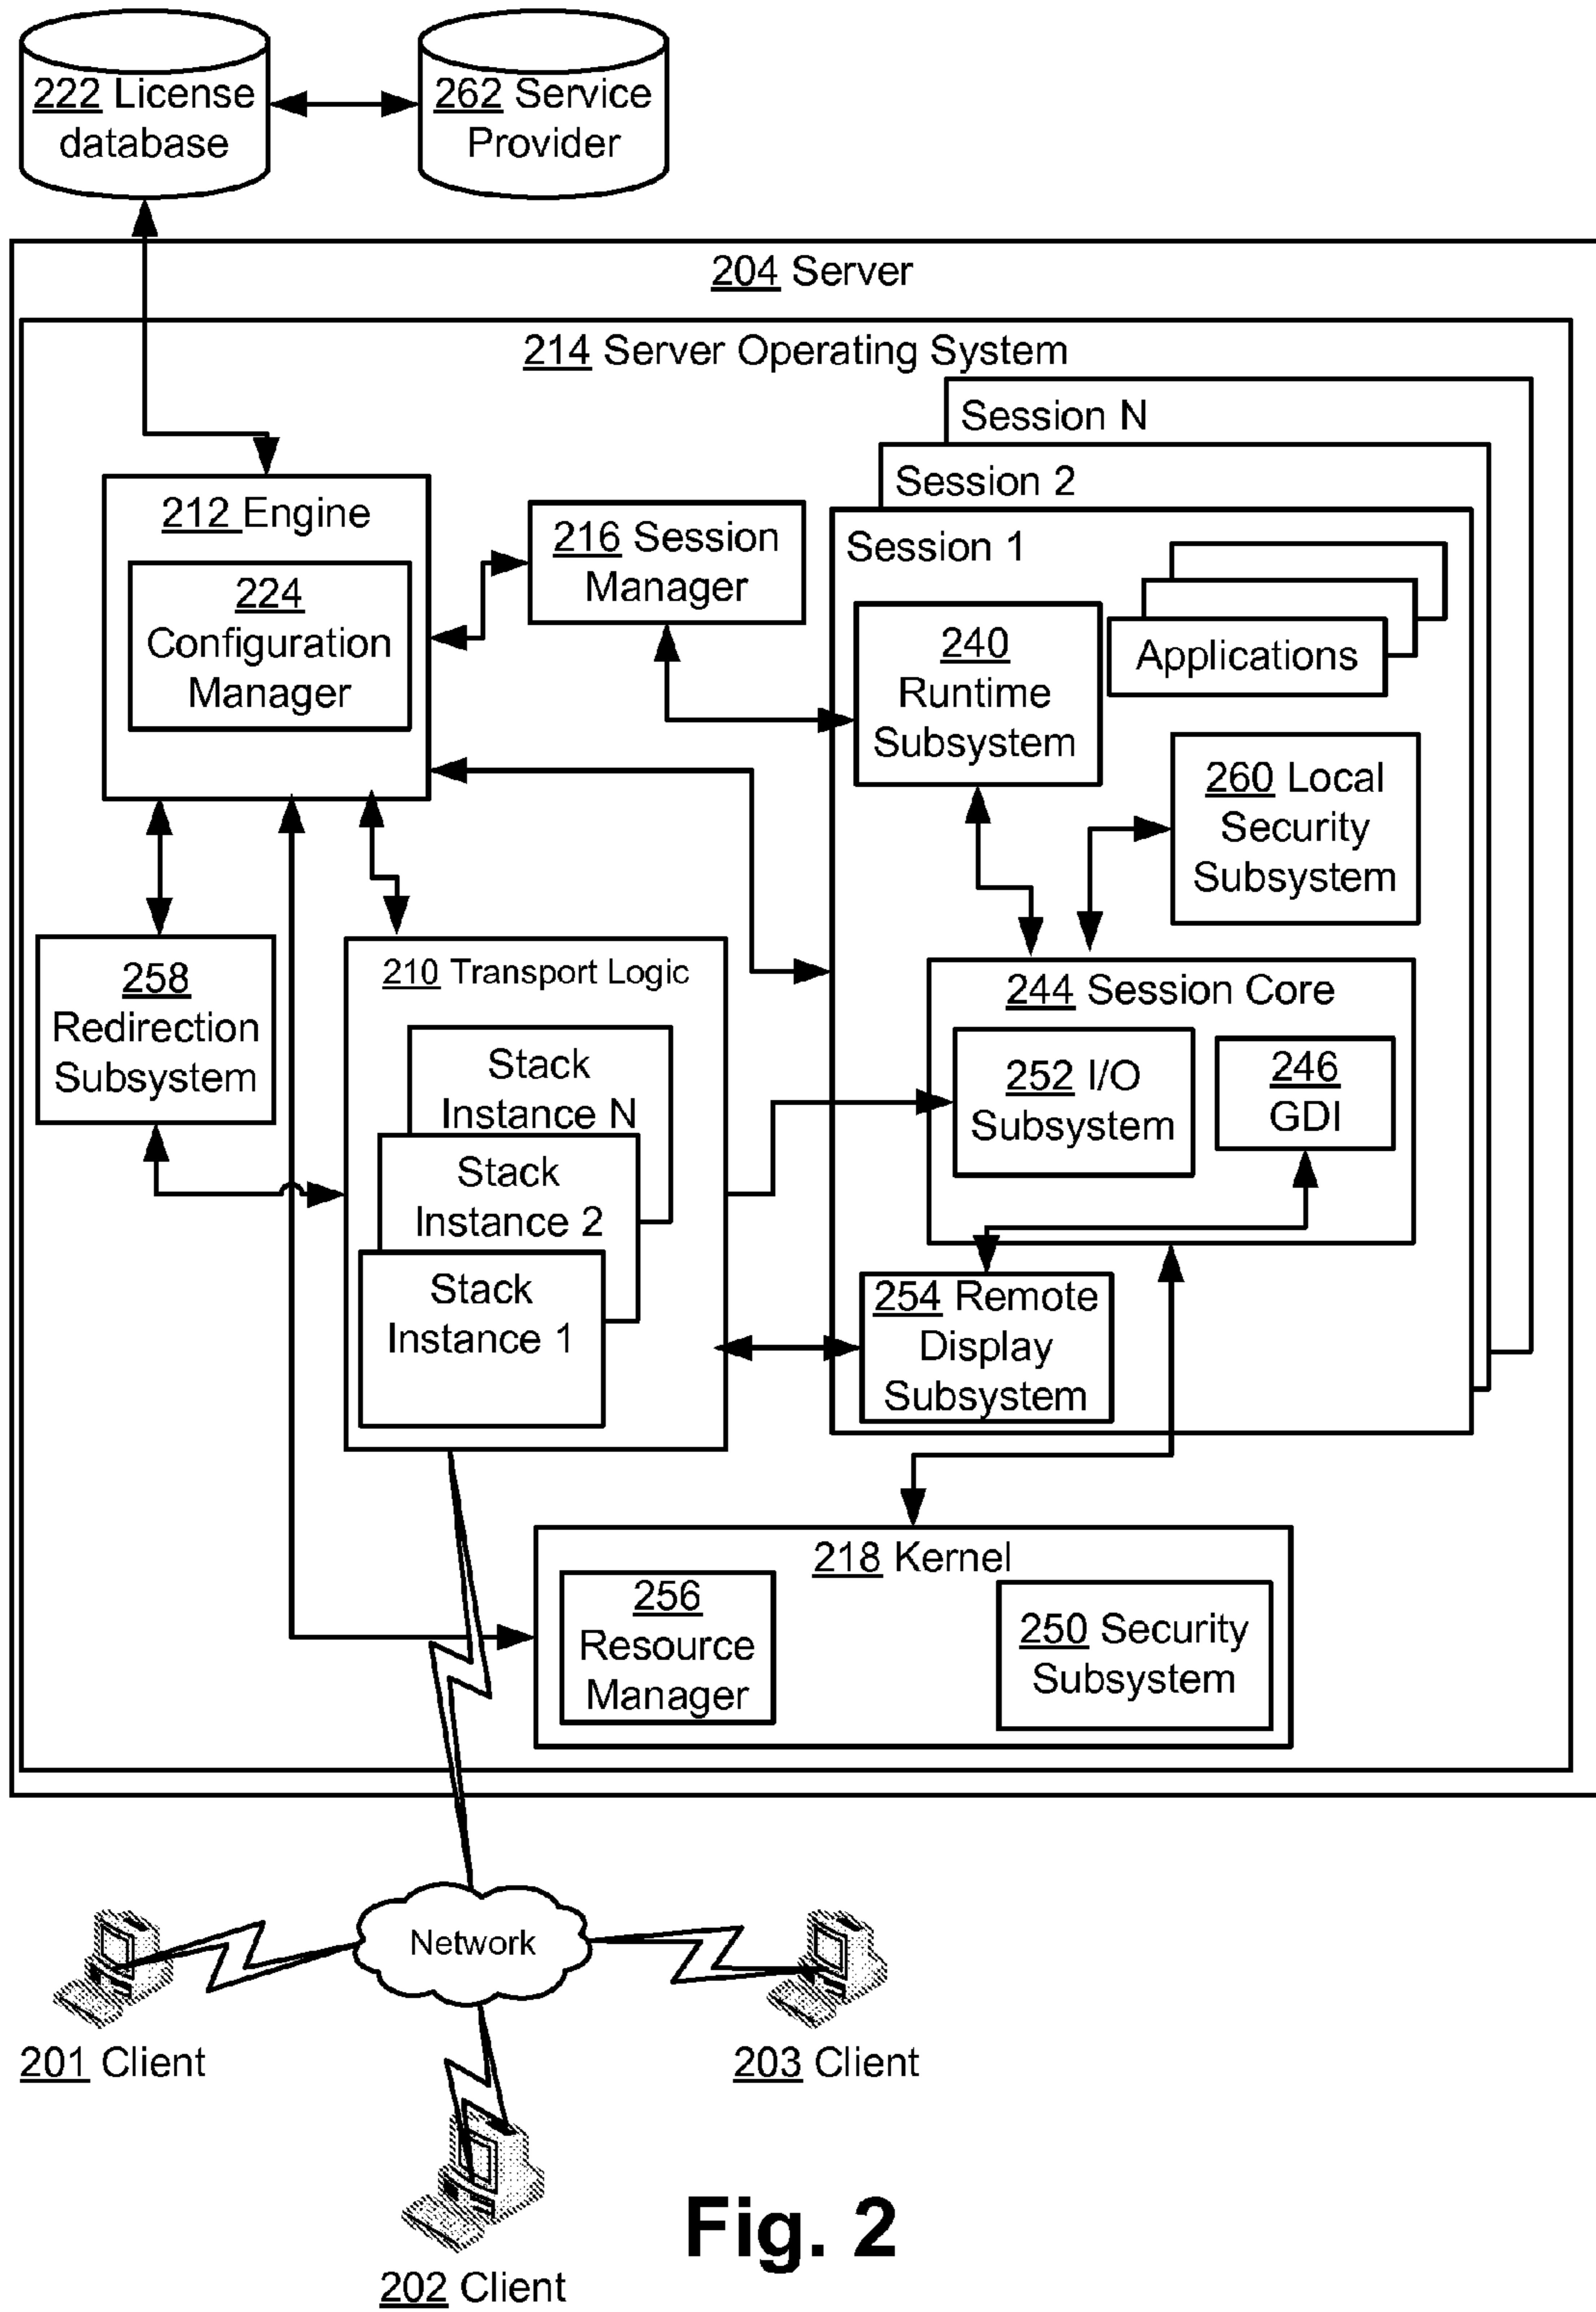 222 License
database
262 Service
Provider
204 Server
214 Server Operating System
Session N
Session 2
Session 1
212 Engine
224
Configuration
Manager
216 Session
Manager
240
Runtime
Subsystem
Applications
260 Local
Security
Subsystem
258
Redirection
Subsystem
210 Transport Logic
Stack
Instance N
Stack
Instance 2
Stack
Instance 1
244 Session Core
252 I/O
Subsystem
246
GDI
254 Remote
Display
Subsystem
218 Kernel
256
Resource
Manager
250 Security
Subsystem
Network
201 Client
203 Client
202 Client
Fig. 2